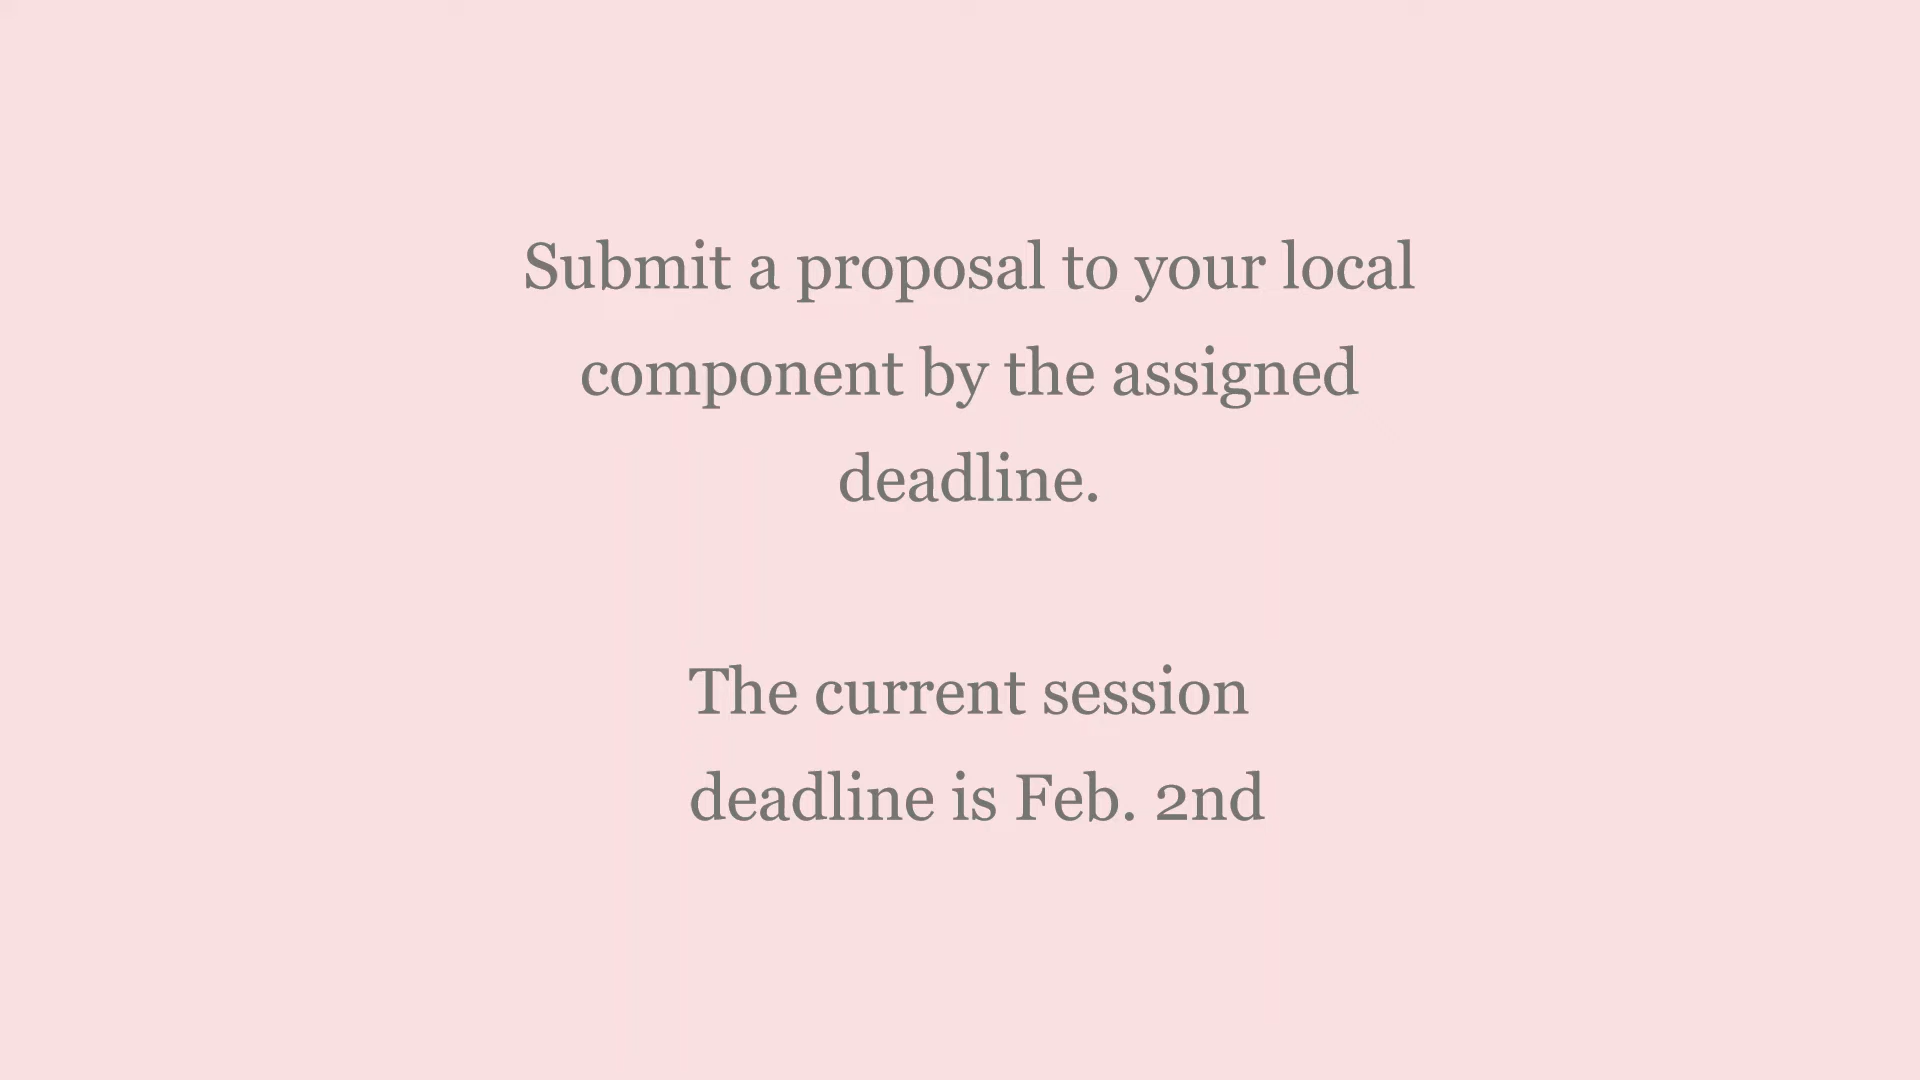 Submit a proposal to your local
component by the assigned
deadline.
The current session
deadline is Feb. 2nd